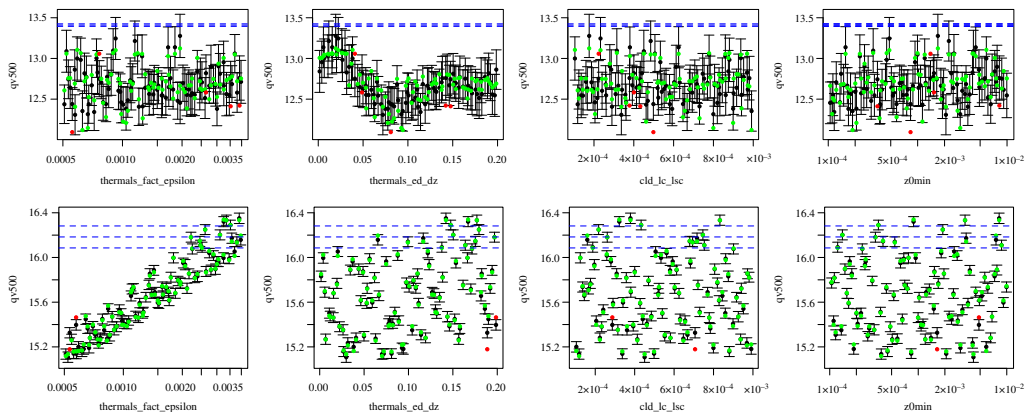 13.5
13.0
12.5
qv500
0.0005 0.0010 0.0020 0.0035
thermals_fact_epsilon
13.5
13.0
12.5
qv500
0.00 0.05 0.10 0.15 0.20
thermals_ed_dz
13.5
13.0
12.5
qv500
2×10⁻⁴ 4×10⁻⁴ 6×10⁻⁴ 8×10⁻⁴ ×10⁻³
cld_lc_lsc
13.5
13.0
12.5
qv500
1×10⁻⁴ 5×10⁻⁴ 2×10⁻³ 1×10⁻²
z0min
16.4
16.0
15.6
15.2
qv500
0.0005 0.0010 0.0020 0.0035
thermals_fact_epsilon
16.4
16.0
15.6
15.2
qv500
0.00 0.05 0.10 0.15 0.20
thermals_ed_dz
16.4
16.0
15.6
15.2
qv500
2×10⁻⁴ 4×10⁻⁴ 6×10⁻⁴ 8×10⁻⁴ ×10⁻³
cld_lc_lsc
16.4
16.0
15.6
15.2
qv500
1×10⁻⁴ 5×10⁻⁴ 2×10⁻³ 1×10⁻²
z0min